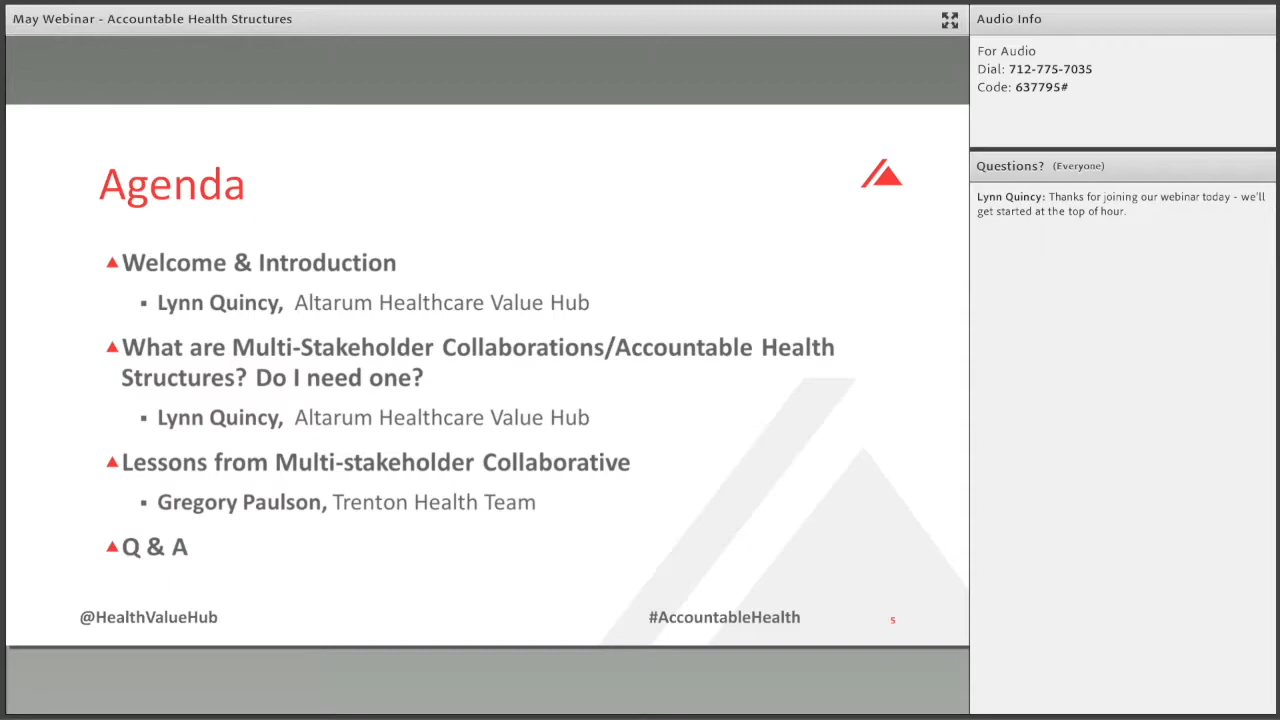 May Webinar - Accountable Health Structures
Agenda
Welcome & Introduction
Lynn Quincy, Altarum Healthcare Value Hub
What are Multi-Stakeholder Collaborations/Accountable Health
Structures? Do I need one?
Lynn Quincy, Altarum Healthcare Value Hub
Lessons from Multi-stakeholder Collaborative
Gregory Paulson, Trenton Health Team
Q & A
@HealthValueHub
#AccountableHealth
5
Audio Info
For Audio
Dial: 712-775-7035
Code: 637795#
Questions? (Everyone)
Lynn Quincy: Thanks for joining our webinar today - we'll
get started at the top of hour.